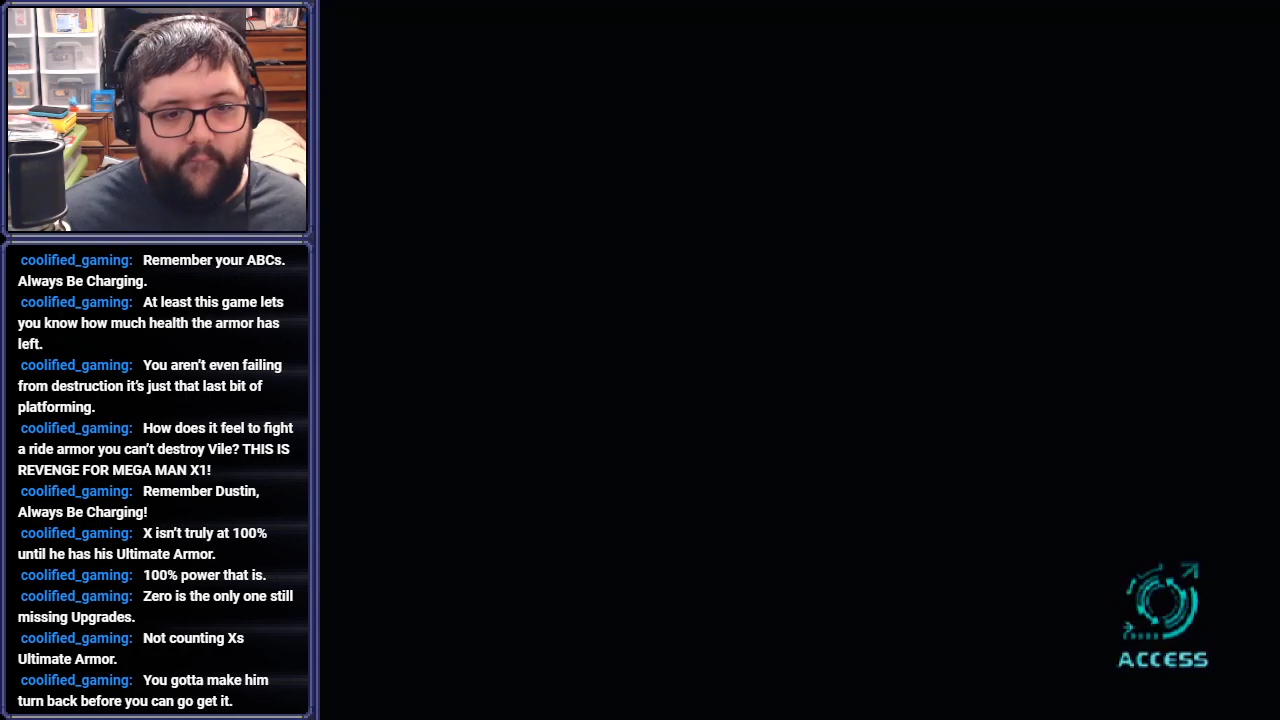 coolified_gaming: Remember your ABCs.
Always Be Charging.
coolified_gaming: At least this game lets
you know how much health the armor has
left.
coolified_gaming: You aren't even failing
from destruction it's just that last bit of
platforming.
coolified_gaming: How does it feel to fight
a ride armor you can't destroy Vile? THIS IS
REVENGE FOR MEGA MAN X1!
coolified_gaming: Remember Dustin,
Always Be Charging!
coolified_gaming: X isn't truly at 100%
until he has his Ultimate Armor.
coolified_gaming: 100% power that is.
coolified_gaming: Zero is the only one still
missing Upgrades.
coolified_gaming: Not counting Xs
Ultimate Armor.
coolified_gaming: You gotta make him
turn back before you can go get it.
ACCESS